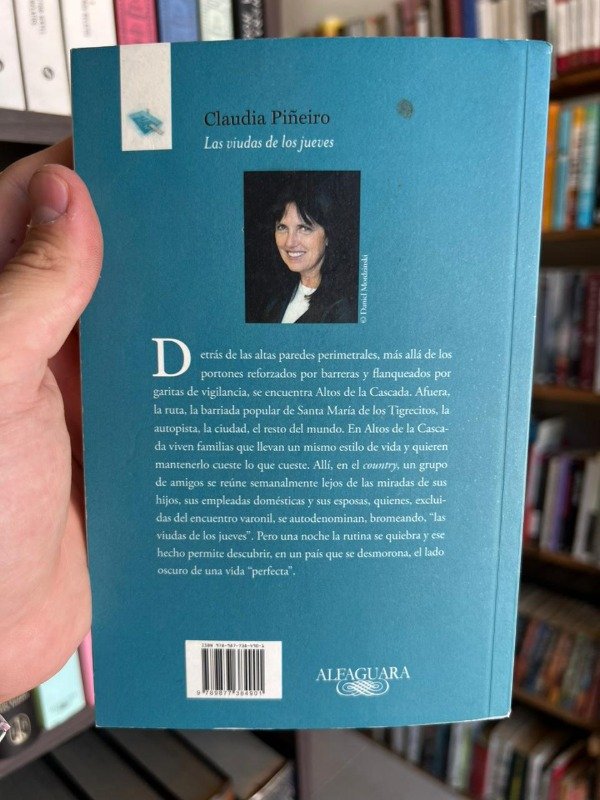 Claudia Piñeiro
Las viudas de los jueves
© Daniel Mordzinski
Detrás de las altas paredes perimetrales, más allá de los
portones reforzados por barreras y flanqueados por
garitas de vigilancia, se encuentra Altos de la Cascada. Afuera,
la ruta, la barriada popular de Santa María de los Tigrecitos, la
autopista, la ciudad, el resto del mundo. En Altos de la Casca-
da viven familias que llevan un mismo estilo de vida y quieren
mantenerlo cueste lo que cueste. Allí, en el country, un grupo
de amigos se reúne semanalmente lejos de las miradas de sus
hijos, sus empleadas domésticas y sus esposas, quienes, exclui-
das del encuentro varonil, se autodenominan, bromeando, “las
viudas de los jueves”. Pero una noche la rutina se quiebra y ese
hecho permite descubrir, en un país que se desmorona, el lado
oscuro de una vida “perfecta”.
ALFAGUARA